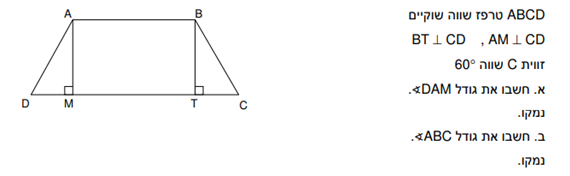 ABCD טרפז שווה שוקיים
BT ⊥ CD , AM ⊥ CD
זווית C שווה 60°
א. חשבו את גודל ∢DAM.
נמקו.
ב. חשבו את גודל ∢ABC.
נמקו.
A B
D M T C